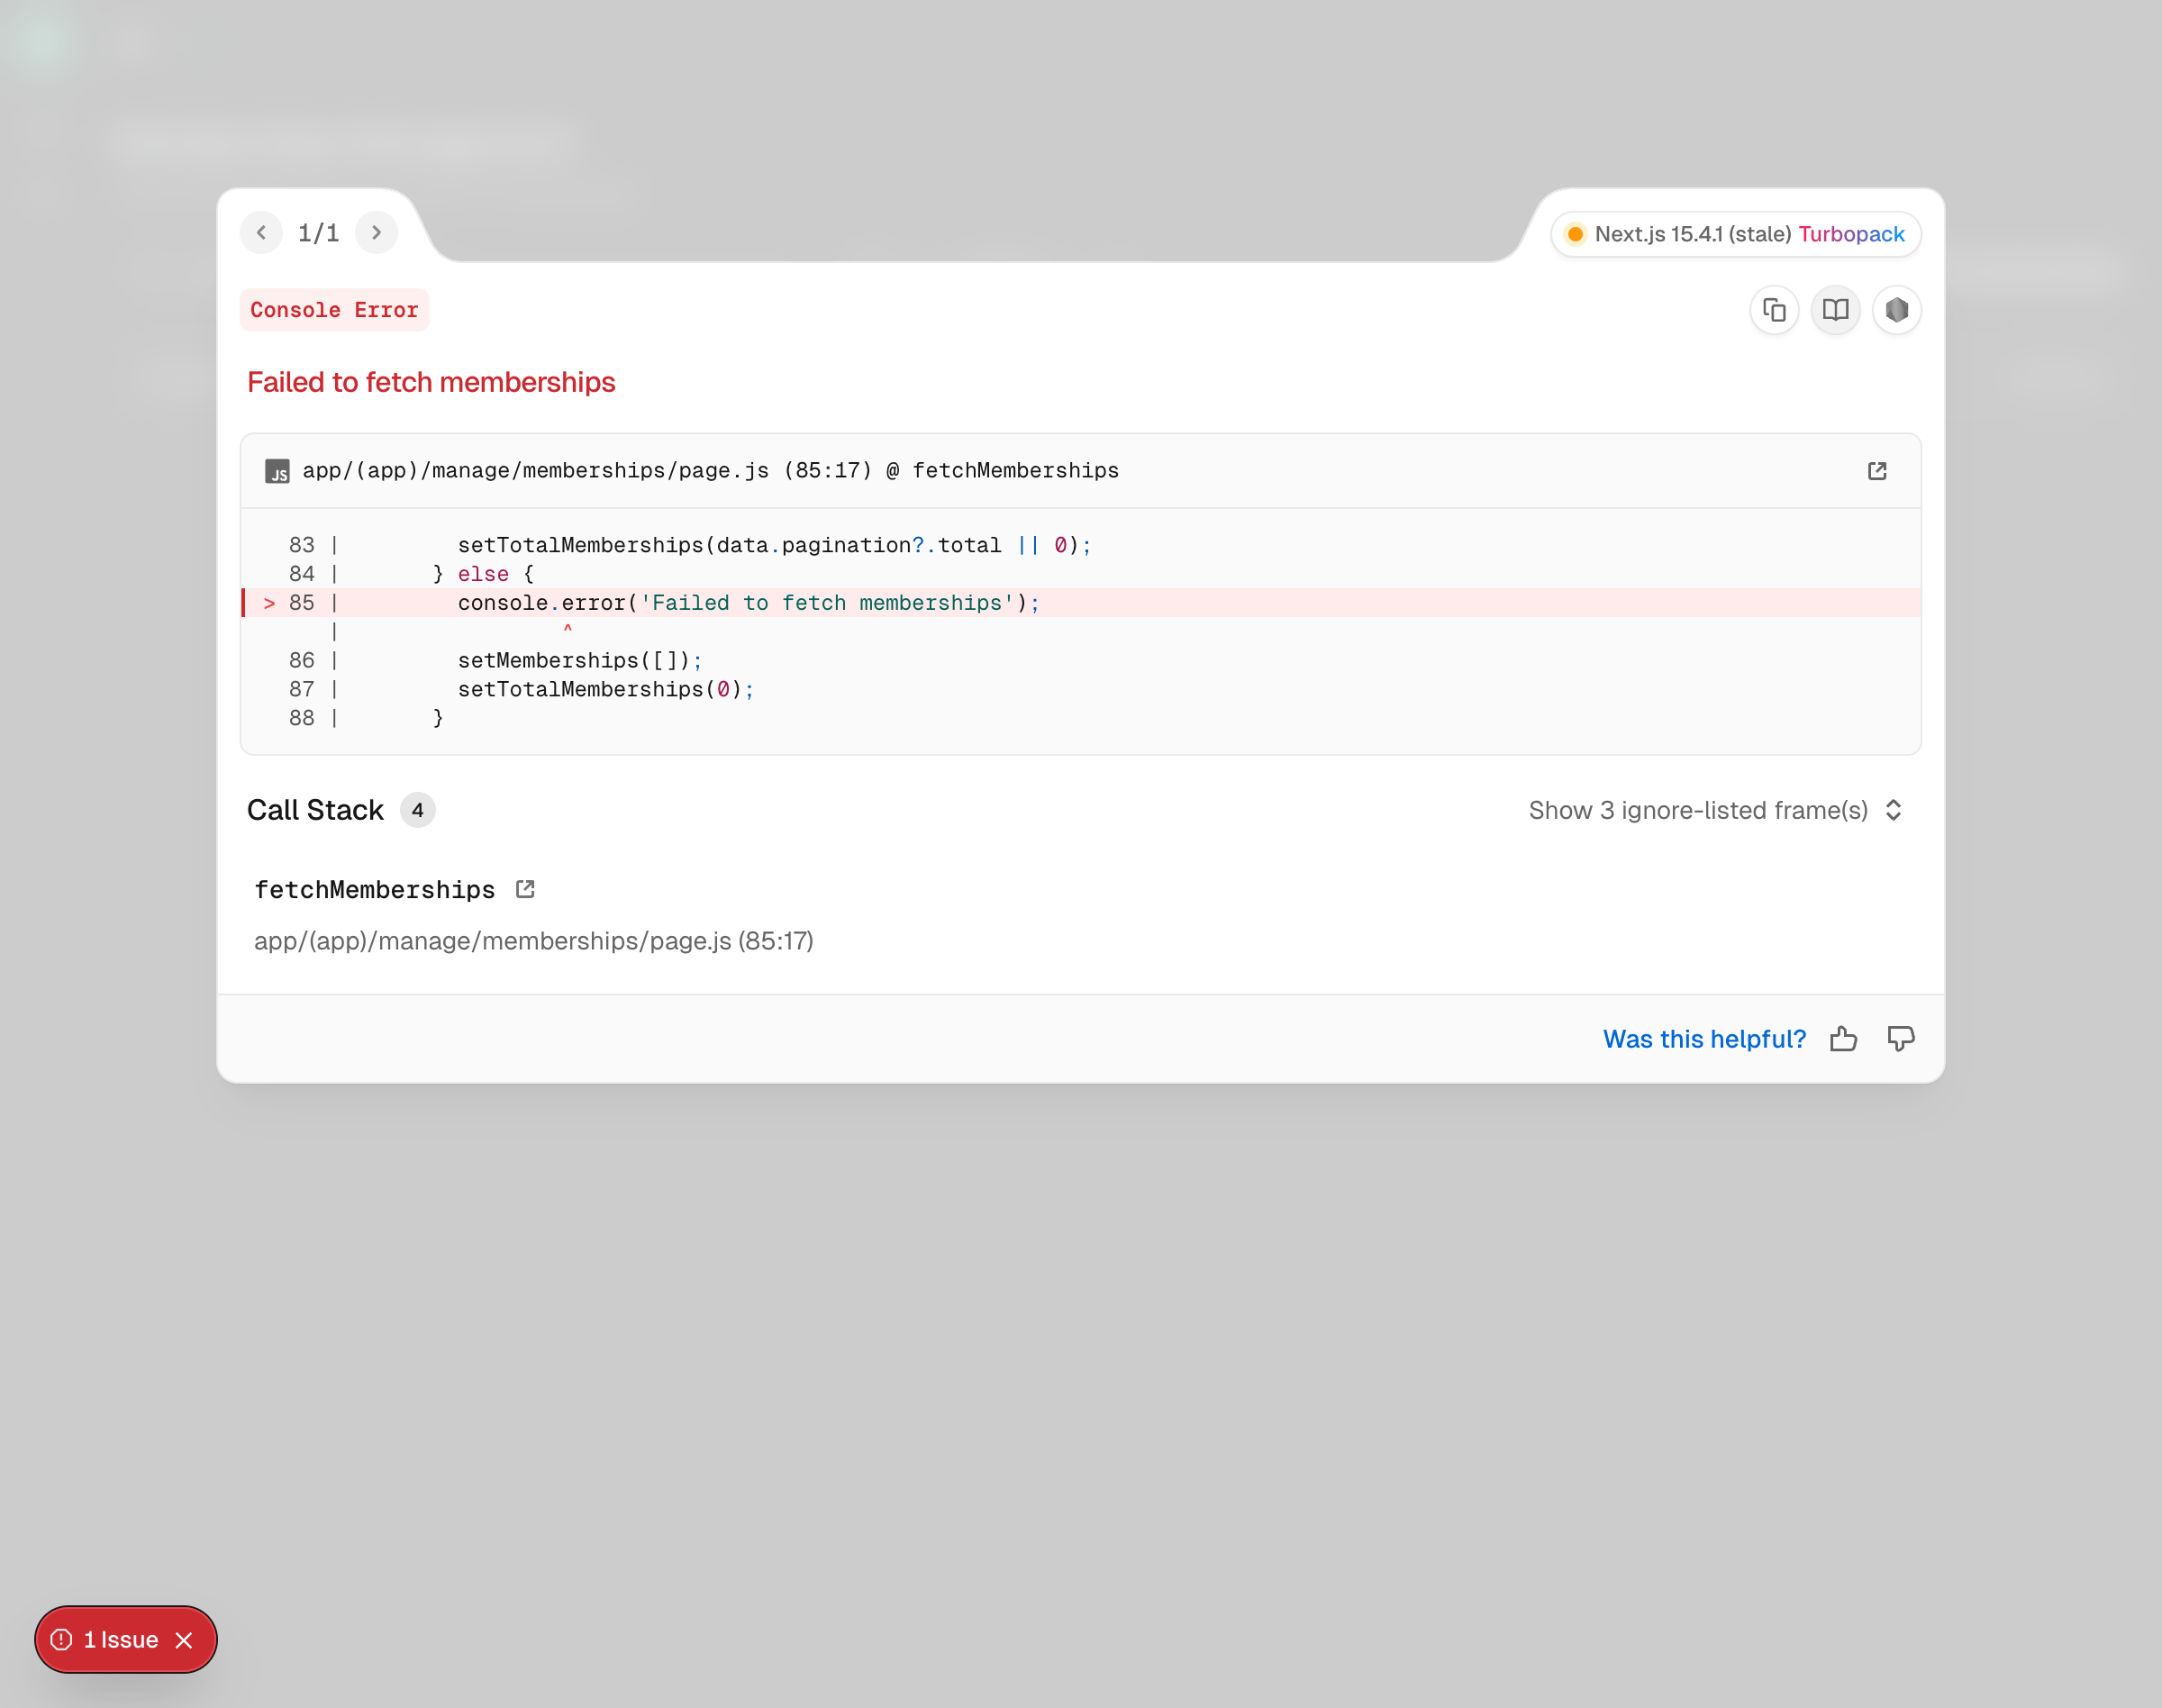 1/1
Next.js 15.4.1 (stale) Turbopack
Console Error
Failed to fetch memberships
JS app/(app)/manage/memberships/page.js (85:17) @ fetchMemberships
83 | setTotalMemberships(data.pagination?.total || 0);
84 | } else {
> 85 | console.error('Failed to fetch memberships');
| ^
86 | setMemberships([]);
87 | setTotalMemberships(0);
88 | }
Call Stack 4
Show 3 ignore-listed frame(s)
fetchMemberships
app/(app)/manage/memberships/page.js (85:17)
Was this helpful?
1 Issue